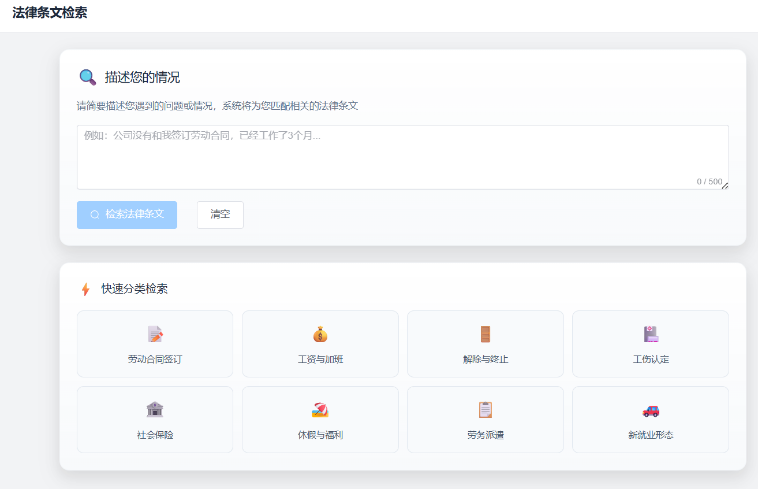 法律条文检索
描述您的情况
请简要描述您遇到的问题或情况，系统将为您匹配相关的法律条文
例如：公司没有和我签订劳动合同，已经工作了3个月...
0 / 500
检索法律条文 清空
快速分类检索
劳动合同签订 工资与加班 解除与终止 工伤认定
社会保险 休假与福利 劳务派遣 新就业形态